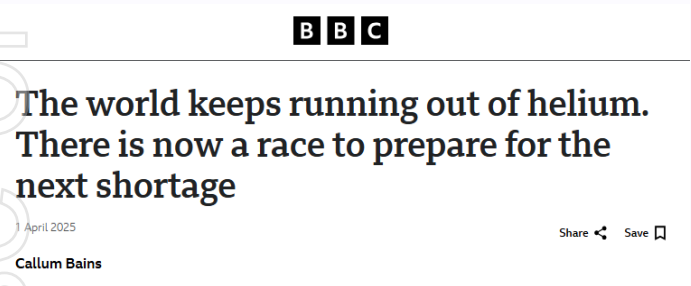 BBC
The world keeps running out of helium.
There is now a race to prepare for the
next shortage
1 April 2025
Share
Save
Callum Bains